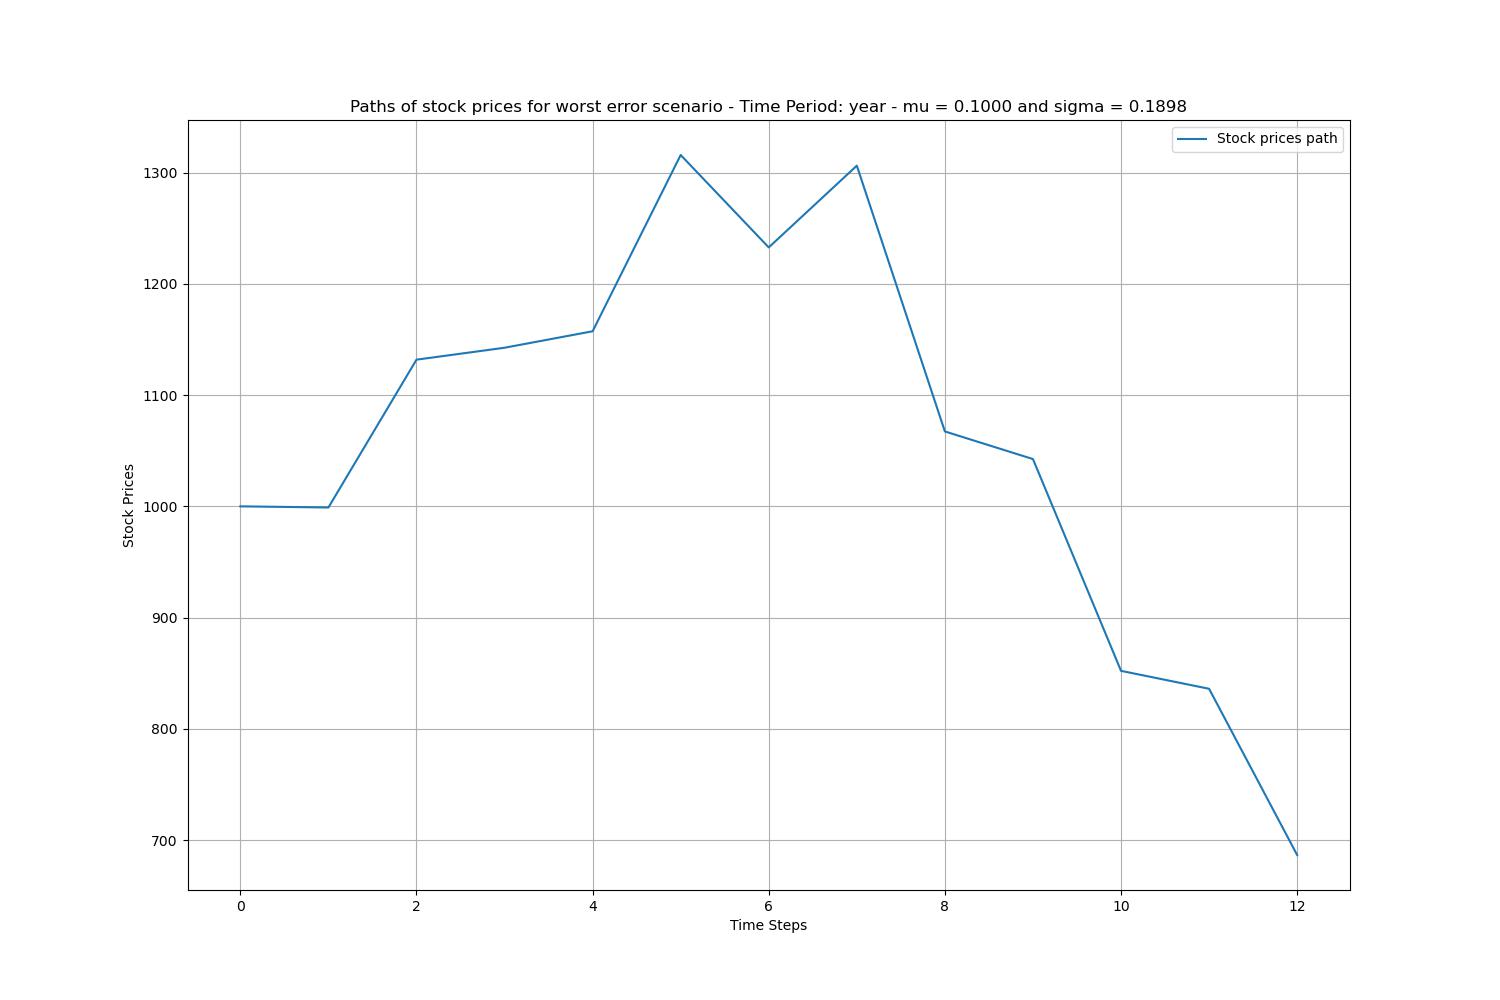 Paths of stock prices for worst error scenario - Time Period: year - mu = 0.1000 and sigma = 0.1898
Stock prices path
1300
1200
1100
1000
900
800
700
Stock Prices
0 2 4 6 8 10 12
Time Steps